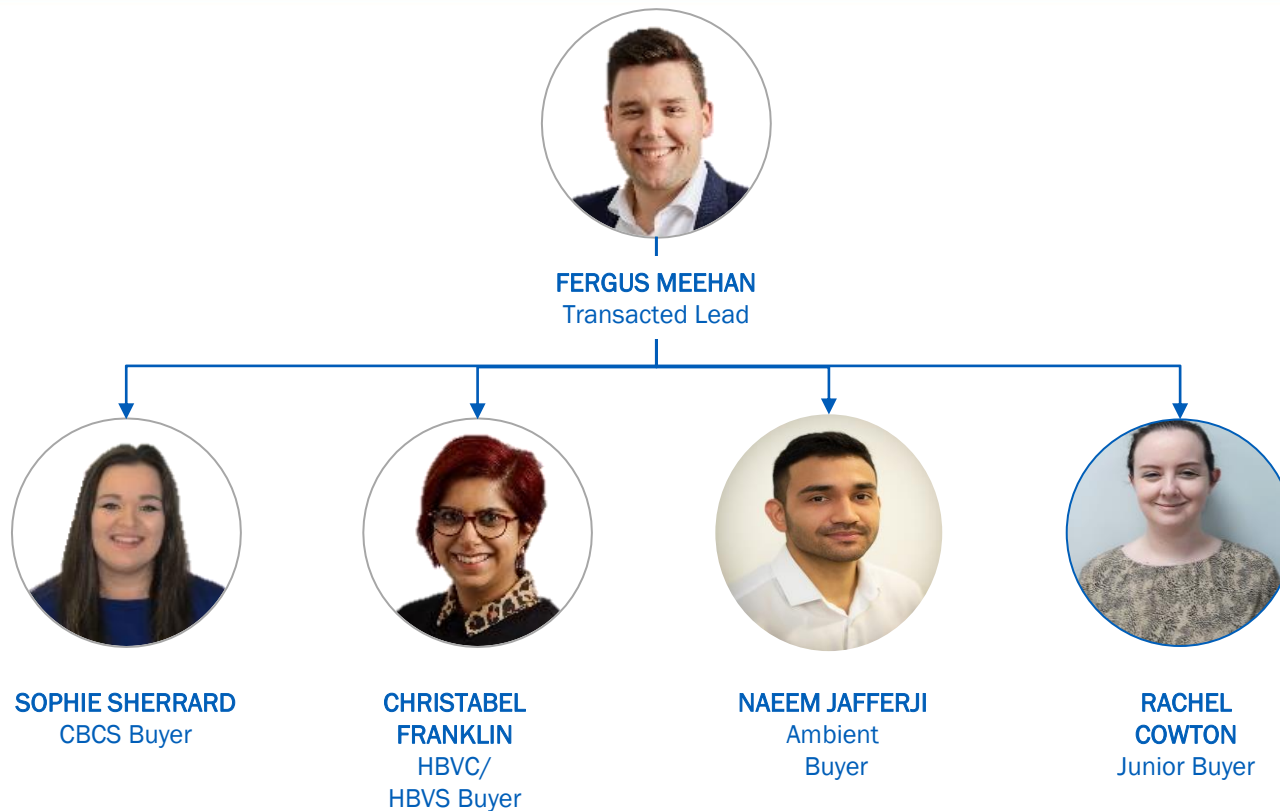 FERGUS MEEHAN
Transacted Lead
SOPHIE SHERRARD
CBCS Buyer
CHRISTABEL
FRANKLIN
HBVC/
HBVS Buyer
NAEEM JAFFERJI
Ambient
Buyer
RACHEL
COWTON
Junior Buyer